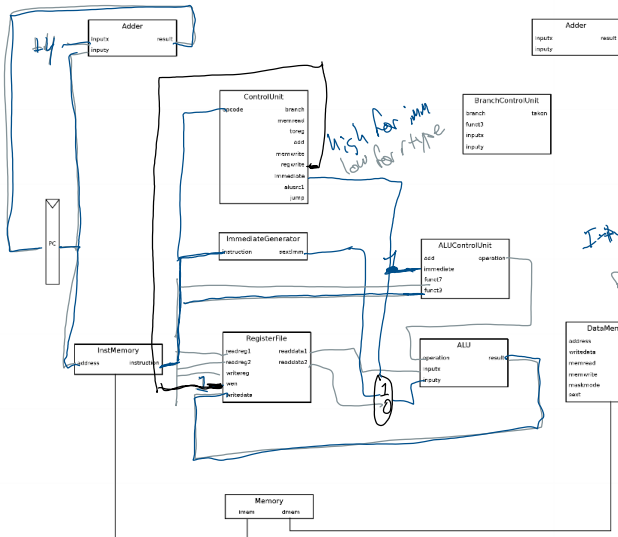 Adder
inputx result
inputy
+4
Adder
inputx result
inputy
ControlUnit
opcode branch
memread
toreg
add
memwrite
regwrite
immediate
alusrc1
jump
high for imm
low for rtype
BranchControlUnit
branch taken
funct3
inputx
inputy
PC
ImmediateGenerator
instruction sextImm
1
ALUControlUnit
add operation
immediate
funct7
funct3
InstMemory
address instruction
RegisterFile
readreg1 readdata1
readreg2 readdata2
writereg
wen
writedata
1
1
0
ALU
operation result
inputx
inputy
DataMem
address
writedata
memread
memwrite
maskmode
sext
Memory
imem dmem